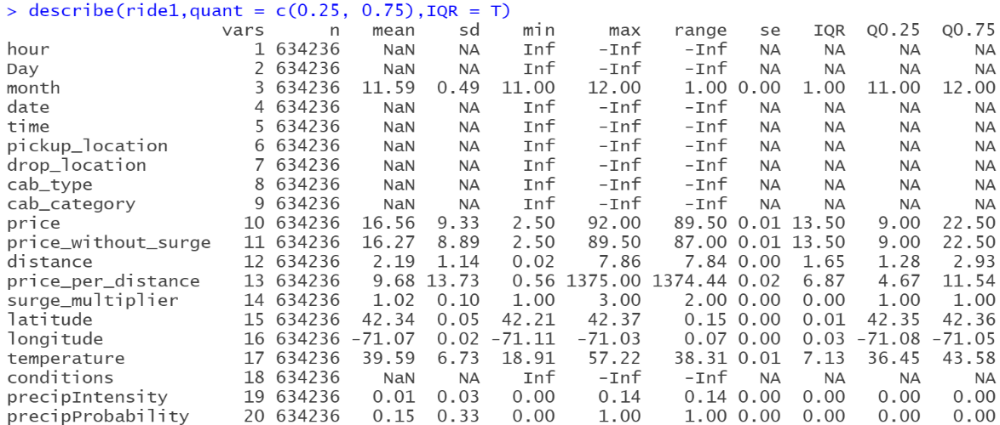 > describe(ride1,quant = c(0.25, 0.75),IQR = T)
vars n mean sd min max range se IQR Q0.25 Q0.75
hour 1 634236 NaN NA Inf -Inf -Inf NA NA NA NA
Day 2 634236 NaN NA Inf -Inf -Inf NA NA NA NA
month 3 634236 11.59 0.49 11.00 12.00 1.00 0.00 1.00 11.00 12.00
date 4 634236 NaN NA Inf -Inf -Inf NA NA NA NA
time 5 634236 NaN NA Inf -Inf -Inf NA NA NA NA
pickup_location 6 634236 NaN NA Inf -Inf -Inf NA NA NA NA
drop_location 7 634236 NaN NA Inf -Inf -Inf NA NA NA NA
cab_type 8 634236 NaN NA Inf -Inf -Inf NA NA NA NA
cab_category 9 634236 NaN NA Inf -Inf -Inf NA NA NA NA
price 10 634236 16.56 9.33 2.50 92.00 89.50 0.01 13.50 9.00 22.50
price_without_surge 11 634236 16.27 8.89 2.50 89.50 87.00 0.01 13.50 9.00 22.50
distance 12 634236 2.19 1.14 0.02 7.86 7.84 0.00 1.65 1.28 2.93
price_per_distance 13 634236 9.68 13.73 0.56 1375.00 1374.44 0.02 6.87 4.67 11.54
surge_multiplier 14 634236 1.02 0.10 1.00 3.00 2.00 0.00 0.00 1.00 1.00
latitude 15 634236 42.34 0.05 42.21 42.37 0.15 0.00 0.01 42.35 42.36
longitude 16 634236 -71.07 0.02 -71.11 -71.03 0.07 0.00 0.03 -71.08 -71.05
temperature 17 634236 39.59 6.73 18.91 57.22 38.31 0.01 7.13 36.45 43.58
conditions 18 634236 NaN NA Inf -Inf -Inf NA NA NA NA
precipIntensity 19 634236 0.01 0.03 0.00 0.14 0.14 0.00 0.00 0.00 0.00
precipProbability 20 634236 0.15 0.33 0.00 1.00 1.00 0.00 0.00 0.00 0.00